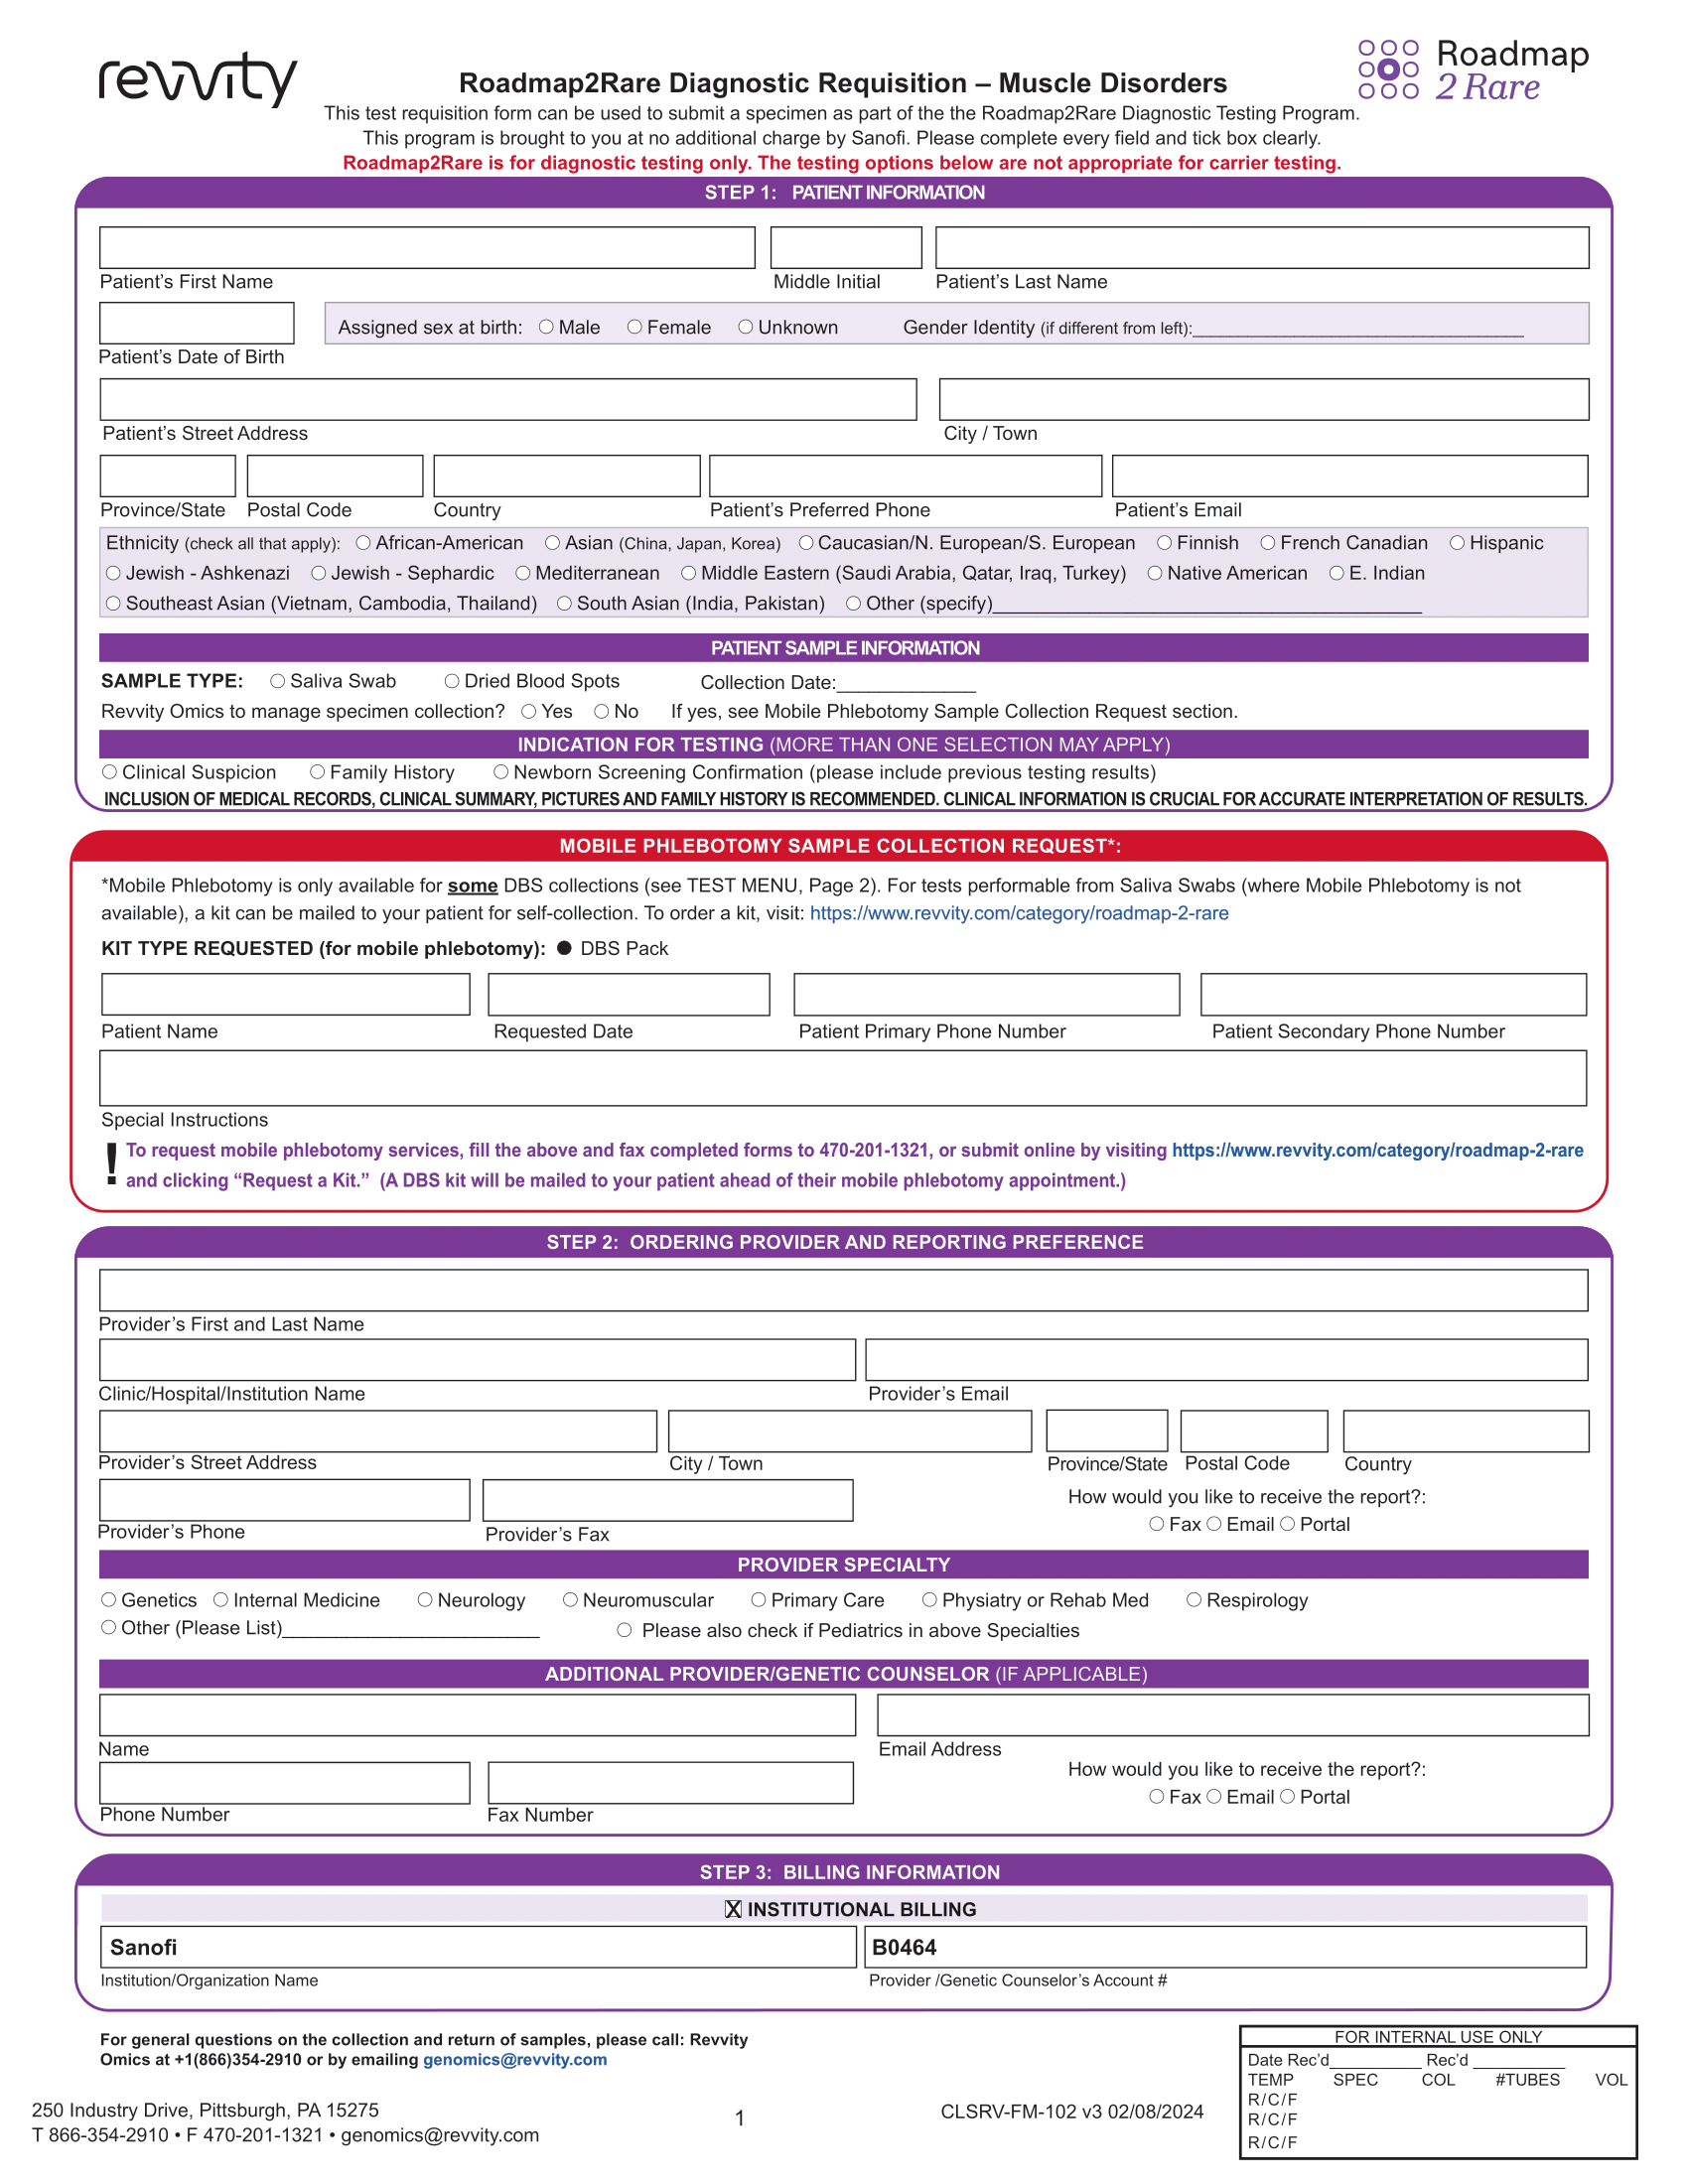 revvity
Roadmap
2 Rare
Roadmap2Rare Diagnostic Requisition – Muscle Disorders
This test requisition form can be used to submit a specimen as part of the the Roadmap2Rare Diagnostic Testing Program.
This program is brought to you at no additional charge by Sanofi. Please complete every field and tick box clearly.
Roadmap2Rare is for diagnostic testing only. The testing options below are not appropriate for carrier testing.
STEP 1: PATIENT INFORMATION
Patient's First Name Middle Initial Patient's Last Name
Assigned sex at birth: ○ Male ○ Female ○ Unknown Gender Identity (if different from left):______________________________
Patient's Date of Birth
Patient's Street Address City / Town
Province/State Postal Code Country Patient's Preferred Phone Patient's Email
Ethnicity (check all that apply): ○ African-American ○ Asian (China, Japan, Korea) ○ Caucasian/N. European/S. European ○ Finnish ○ French Canadian ○ Hispanic
○ Jewish - Ashkenazi ○ Jewish - Sephardic ○ Mediterranean ○ Middle Eastern (Saudi Arabia, Qatar, Iraq, Turkey) ○ Native American ○ E. Indian
○ Southeast Asian (Vietnam, Cambodia, Thailand) ○ South Asian (India, Pakistan) ○ Other (specify)________________________________________
PATIENT SAMPLE INFORMATION
SAMPLE TYPE: ○ Saliva Swab ○ Dried Blood Spots Collection Date:_____________
Revvity Omics to manage specimen collection? ○ Yes ○ No If yes, see Mobile Phlebotomy Sample Collection Request section.
INDICATION FOR TESTING (MORE THAN ONE SELECTION MAY APPLY)
○ Clinical Suspicion ○ Family History ○ Newborn Screening Confirmation (please include previous testing results)
INCLUSION OF MEDICAL RECORDS, CLINICAL SUMMARY, PICTURES AND FAMILY HISTORY IS RECOMMENDED. CLINICAL INFORMATION IS CRUCIAL FOR ACCURATE INTERPRETATION OF RESULTS.
MOBILE PHLEBOTOMY SAMPLE COLLECTION REQUEST*:
*Mobile Phlebotomy is only available for some DBS collections (see TEST MENU, Page 2). For tests performable from Saliva Swabs (where Mobile Phlebotomy is not
available), a kit can be mailed to your patient for self-collection. To order a kit, visit: https://www.revvity.com/category/roadmap-2-rare
KIT TYPE REQUESTED (for mobile phlebotomy): ● DBS Pack
Patient Name Requested Date Patient Primary Phone Number Patient Secondary Phone Number
Special Instructions
! To request mobile phlebotomy services, fill the above and fax completed forms to 470-201-1321, or submit online by visiting https://www.revvity.com/category/roadmap-2-rare
and clicking “Request a Kit.” (A DBS kit will be mailed to your patient ahead of their mobile phlebotomy appointment.)
STEP 2: ORDERING PROVIDER AND REPORTING PREFERENCE
Provider's First and Last Name
Clinic/Hospital/Institution Name Provider's Email
Provider's Street Address City / Town Province/State Postal Code Country
How would you like to receive the report?:
○ Fax ○ Email ○ Portal
Provider's Phone Provider's Fax
PROVIDER SPECIALTY
○ Genetics ○ Internal Medicine ○ Neurology ○ Neuromuscular ○ Primary Care ○ Physiatry or Rehab Med ○ Respirology
○ Other (Please List)________________________ ○ Please also check if Pediatrics in above Specialties
ADDITIONAL PROVIDER/GENETIC COUNSELOR (IF APPLICABLE)
Name Email Address
How would you like to receive the report?:
○ Fax ○ Email ○ Portal
Phone Number Fax Number
STEP 3: BILLING INFORMATION
☒ INSTITUTIONAL BILLING
Sanofi B0464
Institution/Organization Name Provider /Genetic Counselor's Account #
For general questions on the collection and return of samples, please call: Revvity
Omics at +1(866)354-2910 or by emailing genomics@revvity.com
250 Industry Drive, Pittsburgh, PA 15275
T 866-354-2910 • F 470-201-1321 • genomics@revvity.com
1
CLSRV-FM-102 v3 02/08/2024
FOR INTERNAL USE ONLY
Date Rec'd__________ Rec'd __________
TEMP SPEC COL #TUBES VOL
R/C/F
R/C/F
R/C/F